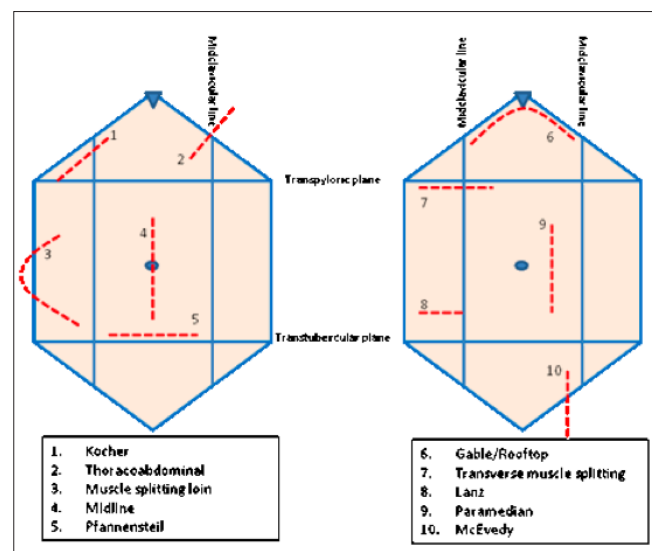 Midclavicular line
Midclavicular line
Midclavicular line
1
2
6
Transpyloric plane
7
3
4
9
8
5
Transtubercular plane
10
1. Kocher
2. Thoracoabdominal
3. Muscle splitting loin
4. Midline
5. Pfannensteil
6. Gable/Rooftop
7. Transverse muscle splitting
8. Lanz
9. Paramedian
10. McEvedy